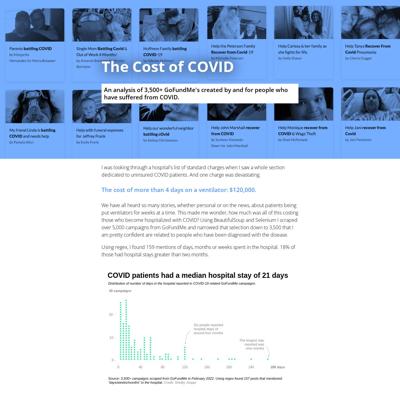 Parents battling COVID
by Margarita
Single Mom Battling Covid &
Out of Work 4 Months!
Hoffmann Family battling
COVID-19
Help the Peterson Family
Recover from COVID
Help Carissa & her family as
she fights for
Help Tanya Recover From Covid
Pneumonia
The Cost of COVID
An analysis of 3,500+ GoFundMe's created by and for people who
have suffered from COVID.
My friend Linda is battling
COVID and needs help
Help with funeral expenses
for Jeffrey Frank
Help our wonderful neighbor
battling
Help John Marshall recover
from COVID
Help Monique recover from
COVID
Help Javi Recover from
Covid
I was looking through a hospital's list of standard charges when I saw a whole section
dedicated to uninsured COVID patients. And one charge was devastating.
The cost of more than 4 days on a ventilator: $120,000.
We have all heard so many stories, whether personal or on the news, about patients being
put ventilators for weeks at a time. This made me wonder, how much was all of this costing
those who become hospitalized with COVID? Using BeautifulSoup and Selenium I scraped
over 5,000 campaigns from GoFundMe and narrowed that selection down to 3,500 that I
am pretty confident are related to people who have been diagnosed with the disease.
Using regex, I found 159 mentions of days, months or weeks spent in the hospital. 18% of
those had hospital stays greater than two months.
COVID patients had a median hospital stay of 21 days
Distribution of number of days in the hospital reported in COVID-19 related GoFundMe campaigns.
30 campaigns
20
10
0
0 40 80 120 160 200 240 280 days
Six people reported
hospital stays of
around four months
The longest stay
reported was
nine months
Source: 3,500+ campaigns scraped from GoFundMe in February 2022. Using regex found 157 posts that mentioned
"days/weeks/months" in the hospital.